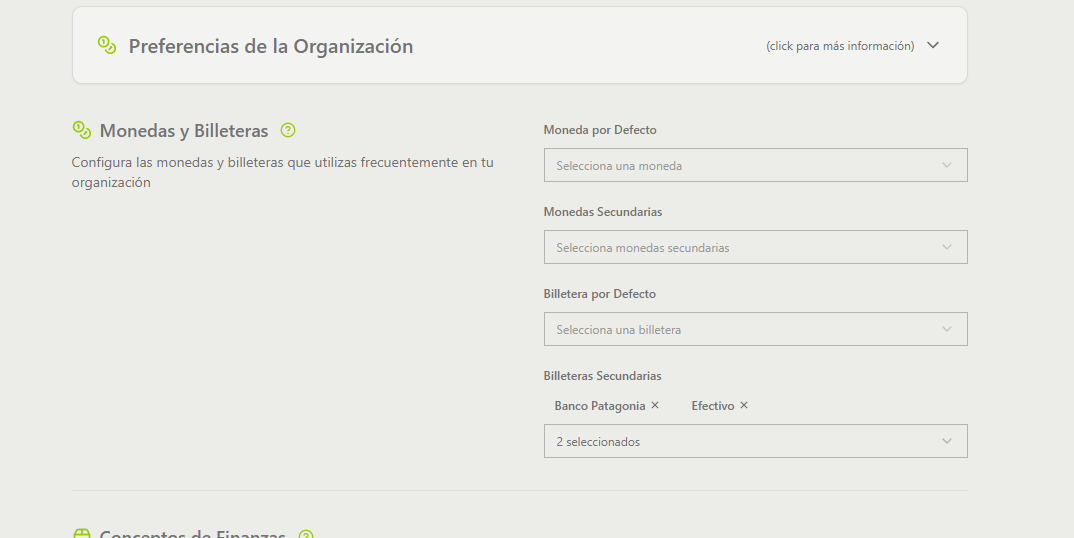 Preferencias de la Organización
(click para más información)
Monedas y Billeteras
Configura las monedas y billeteras que utilizas frecuentemente en tu
organización
Moneda por Defecto
Selecciona una moneda
Monedas Secundarias
Selecciona monedas secundarias
Billetera por Defecto
Selecciona una billetera
Billeteras Secundarias
Banco Patagonia ×
Efectivo ×
2 seleccionados
Conceptos de Finanzas